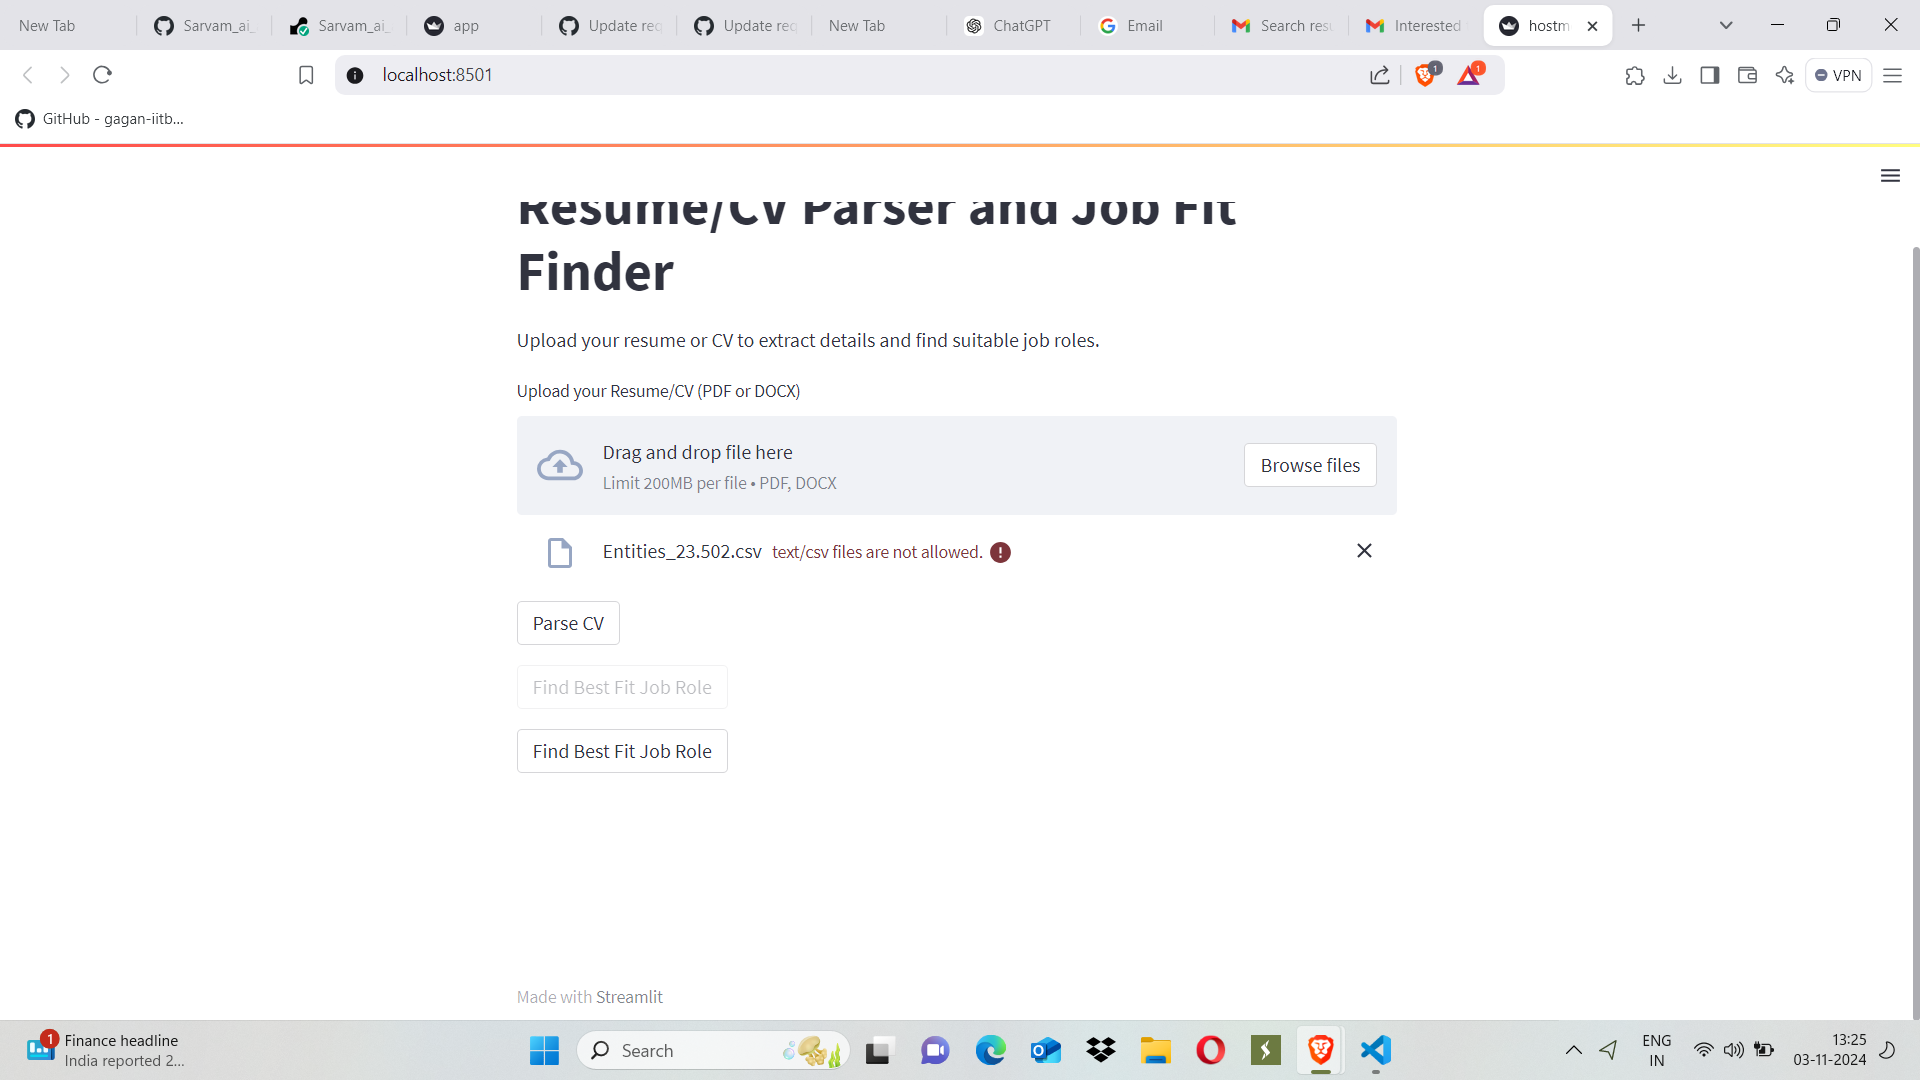 New Tab
Sarvam_ai_
Sarvam_ai_
app
Update req
Update req
New Tab
ChatGPT
Email
Search resu
Interested
hostm
localhost:8501
1
1
VPN
GitHub - gagan-iitb...
Resume/CV Parser and Job Fit
Finder
Upload your resume or CV to extract details and find suitable job roles.
Upload your Resume/CV (PDF or DOCX)
Drag and drop file here
Limit 200MB per file • PDF, DOCX
Browse files
Entities_23.502.csv text/csv files are not allowed.
Parse CV
Find Best Fit Job Role
Find Best Fit Job Role
Made with Streamlit
1
Finance headline
India reported 2...
Search
ENG
IN
13:25
03-11-2024